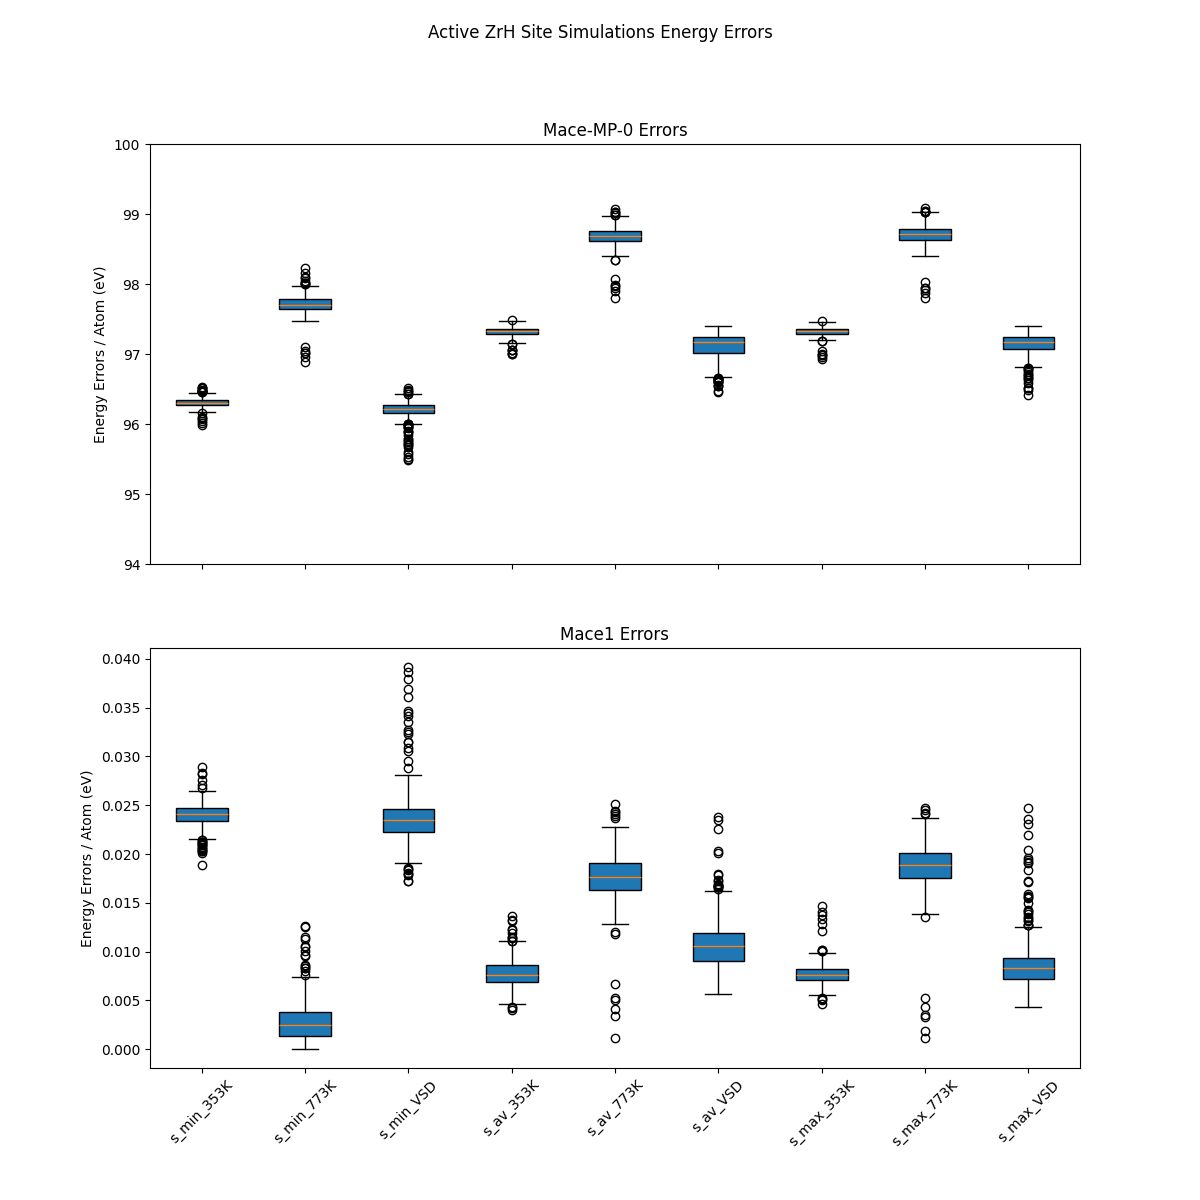 Active ZrH Site Simulations Energy Errors
Mace-MP-0 Errors
100
99
98
97
96
95
94
Energy Errors / Atom (eV)
Mace1 Errors
0.040
0.035
0.030
0.025
0.020
0.015
0.010
0.005
0.000
Energy Errors / Atom (eV)
s_min_353K
s_min_773K
s_min_VSD
s_av_353K
s_av_773K
s_av_VSD
s_max_353K
s_max_773K
s_max_VSD